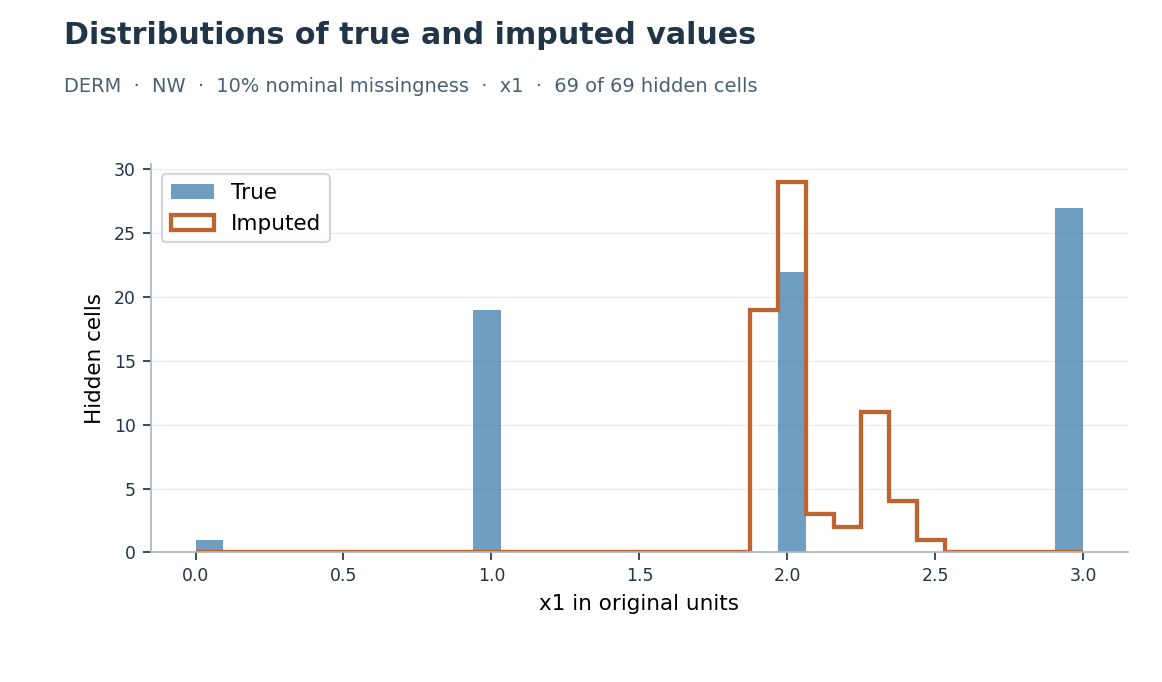 Distributions of true and imputed values
DERM · NW · 10% nominal missingness · x1 · 69 of 69 hidden cells
True
Imputed
Hidden cells
30
25
20
15
10
5
0
0.0 0.5 1.0 1.5 2.0 2.5 3.0
x1 in original units